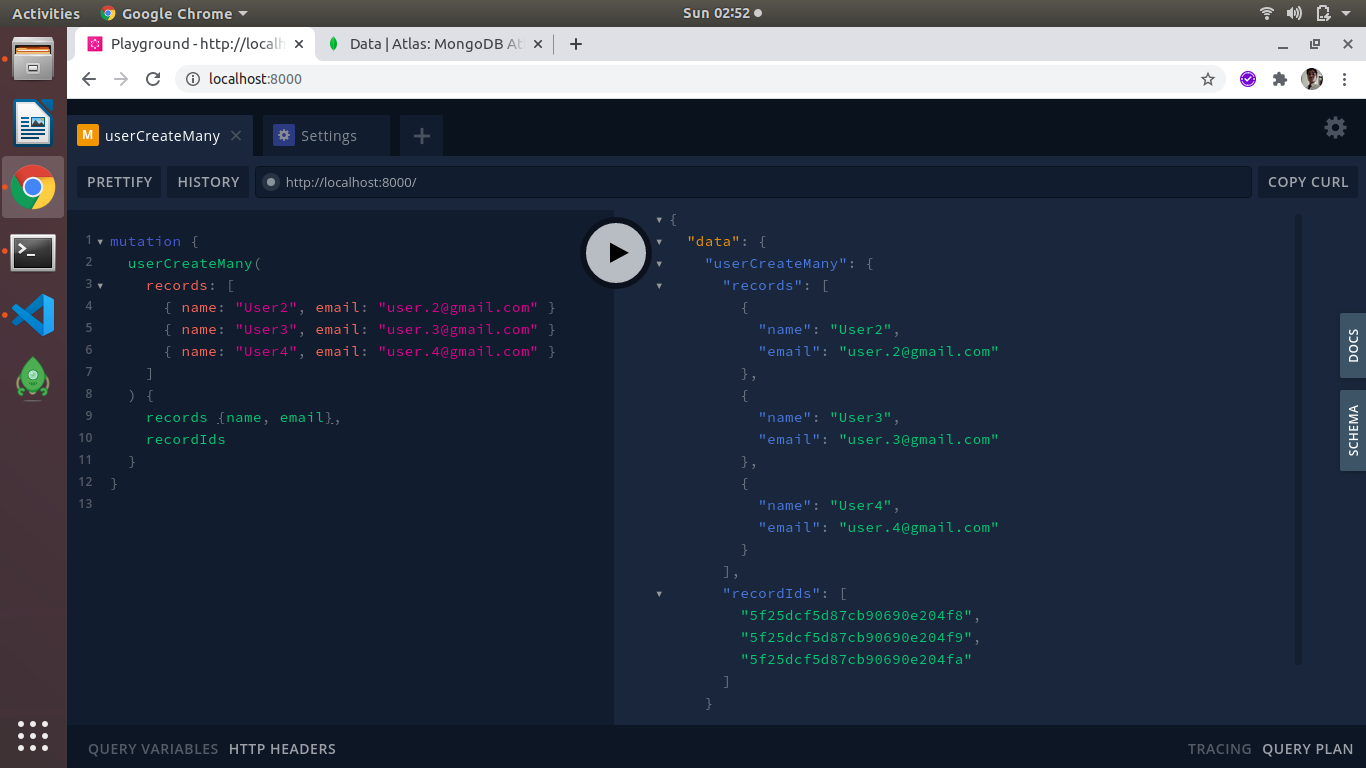 Activities Google Chrome Sun 02:52
Playground - http://localh Data | Atlas: MongoDB At
localhost:8000
M userCreateMany Settings
PRETTIFY HISTORY http://localhost:8000/ COPY CURL
1 mutation {
2 userCreateMany(
3 records: [
4 { name: "User2", email: "user.2@gmail.com" }
5 { name: "User3", email: "user.3@gmail.com" }
6 { name: "User4", email: "user.4@gmail.com" }
7 ]
8 ) {
9 records {name, email},
10 recordIds
11 }
12 }
13
{
"data": {
"userCreateMany": {
"records": [
{
"name": "User2",
"email": "user.2@gmail.com"
},
{
"name": "User3",
"email": "user.3@gmail.com"
},
{
"name": "User4",
"email": "user.4@gmail.com"
}
],
"recordIds": [
"5f25dcf5d87cb90690e204f8",
"5f25dcf5d87cb90690e204f9",
"5f25dcf5d87cb90690e204fa"
]
}
DOCS
SCHEMA
QUERY VARIABLES HTTP HEADERS TRACING QUERY PLAN